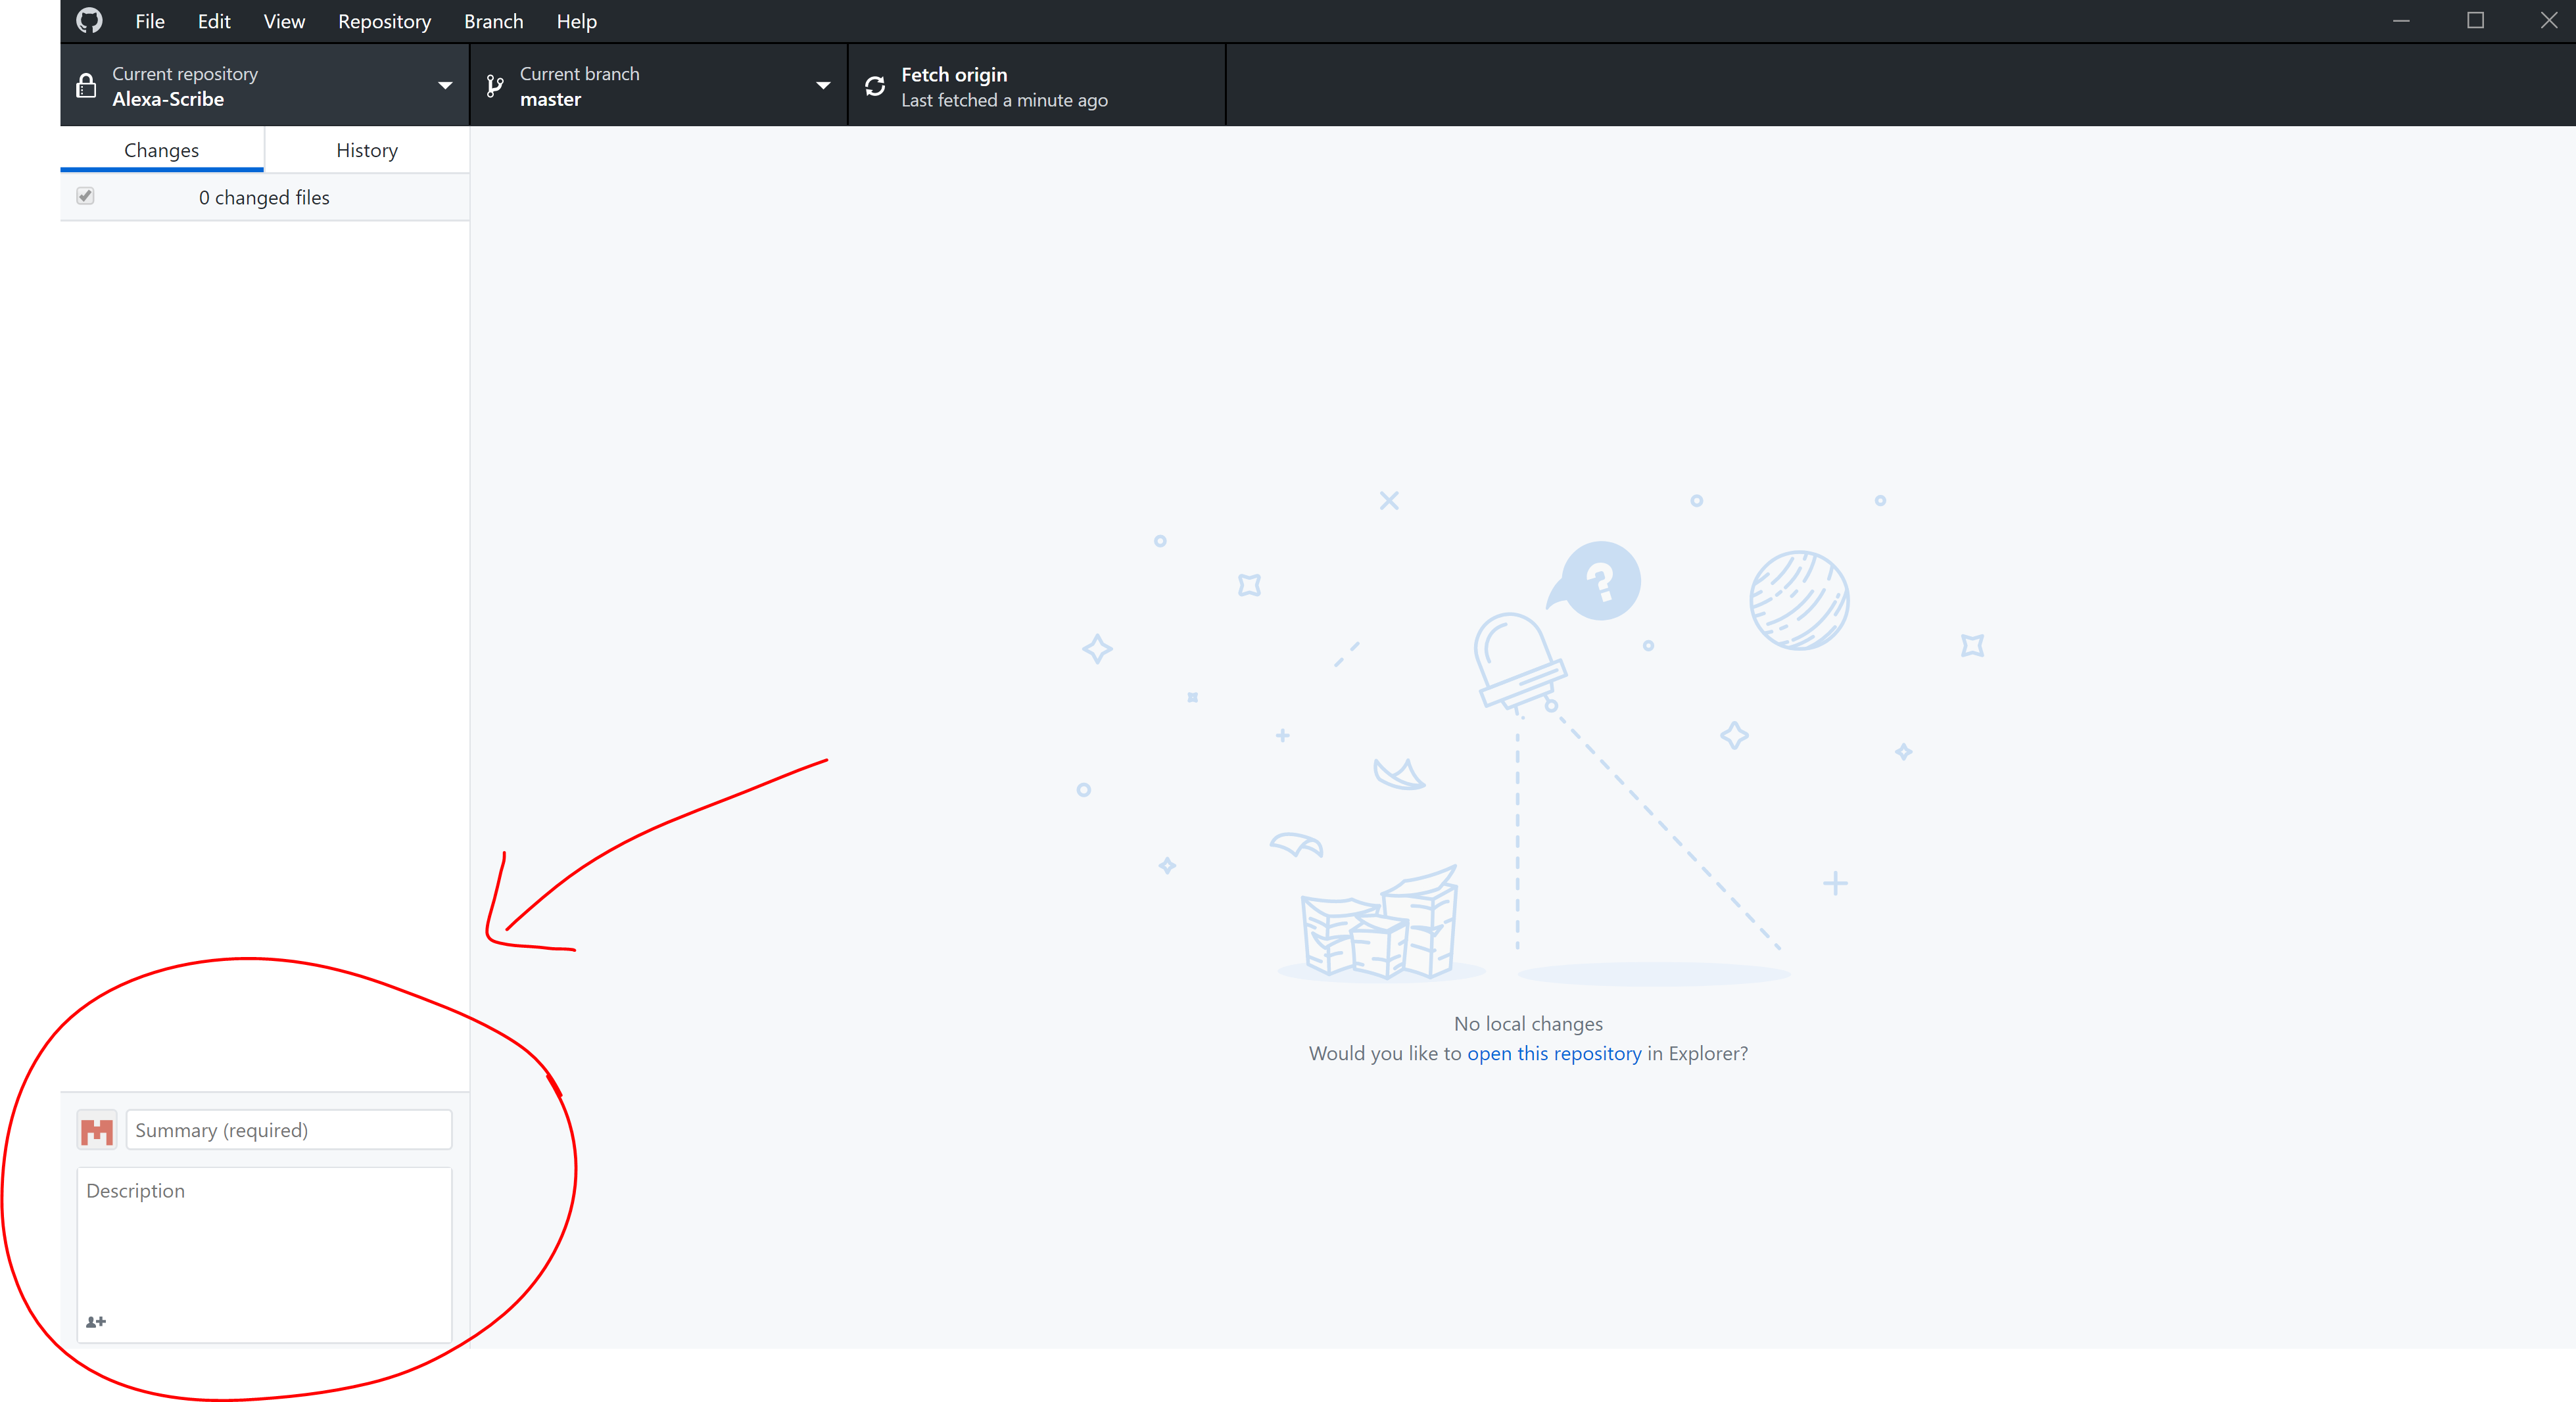 File Edit View Repository Branch Help
Current repository
Alexa-Scribe
Current branch
master
Fetch origin
Last fetched a minute ago
Changes
History
0 changed files
?
No local changes
Would you like to open this repository in Explorer?
Summary (required)
Description